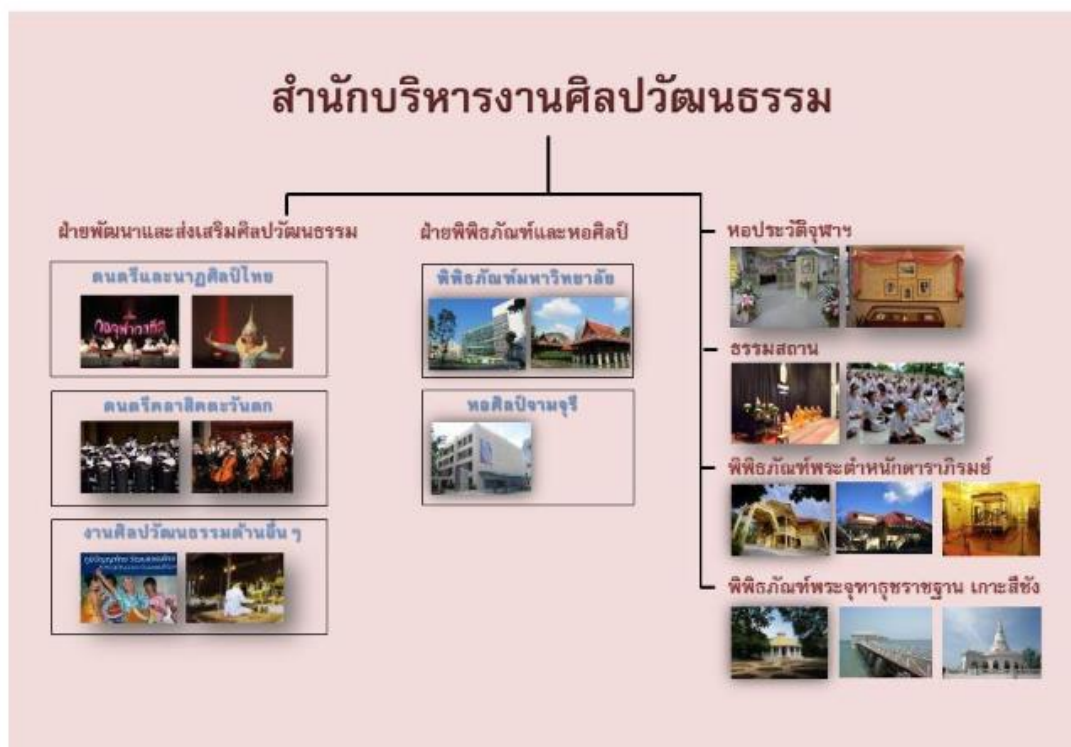 สำนักบริหารงานศิลปวัฒนธรรม
ฝ่ายพัฒนาและส่งเสริมศิลปวัฒนธรรม
ดนตรีและนาฏศิลป์ไทย
ดนตรีคลาสิคตะวันตก
งานศิลปวัฒนธรรมด้านอื่น ๆ
ฝ่ายพิพิธภัณฑ์และหอศิลป์
พิพิธภัณฑ์มหาวิทยาลัย
หอศิลป์จามจุรี
หอประวัติจุฬาฯ
ธรรมสถาน
พิพิธภัณฑ์พระตำหนักดาราภิรมย์
พิพิธภัณฑ์พระจุฑาธุชราชฐาน เกาะสีชัง